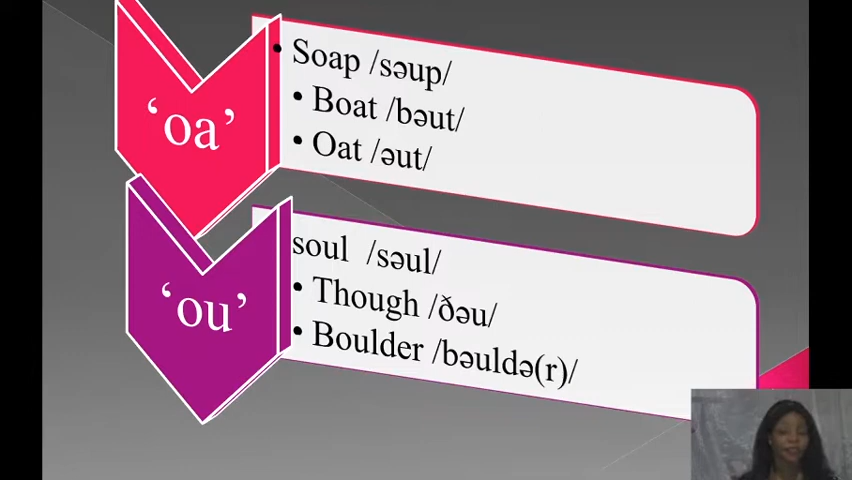 ‘oa’
• Soap /səup/
• Boat /bəut/
• Oat /əut/
‘ou’
soul /səul/
• Though /ðəu/
• Boulder /bəuldə(r)/